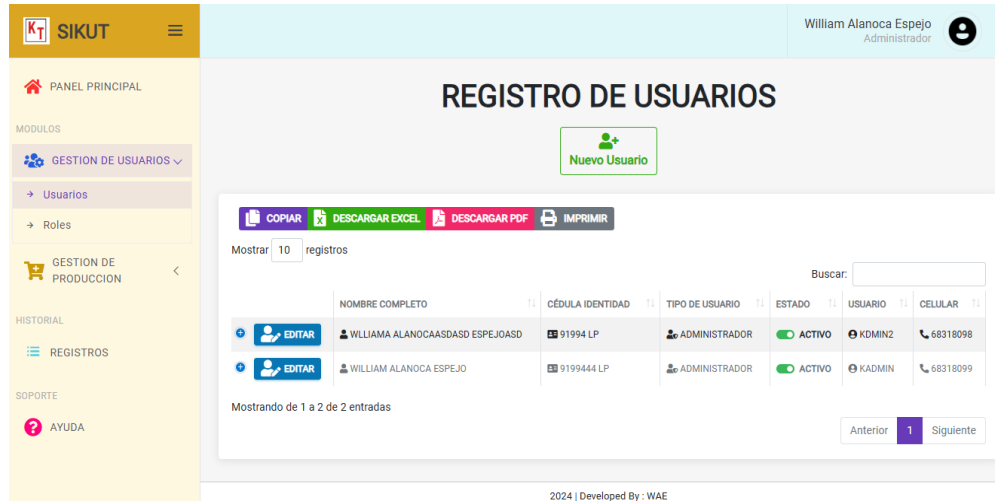 KT SIKUT
William Alanoca Espejo
Administrador
PANEL PRINCIPAL
MODULOS
GESTION DE USUARIOS
Usuarios
Roles
GESTION DE
PRODUCCION
HISTORIAL
REGISTROS
SOPORTE
AYUDA
REGISTRO DE USUARIOS
Nuevo Usuario
COPIAR DESCARGAR EXCEL DESCARGAR PDF IMPRIMIR
Mostrar 10 registros
Buscar:
NOMBRE COMPLETO CÉDULA IDENTIDAD TIPO DE USUARIO ESTADO USUARIO CELULAR
EDITAR WLLIAMA ALANOCAASDASD ESPEJOASD 91994 LP ADMINISTRADOR ACTIVO KDMIN2 68318098
EDITAR WILLIAM ALANOCA ESPEJO 9199444 LP ADMINISTRADOR ACTIVO KADMIN 68318099
Mostrando de 1 a 2 de 2 entradas
Anterior 1 Siguiente
2024 | Developed By : WAE